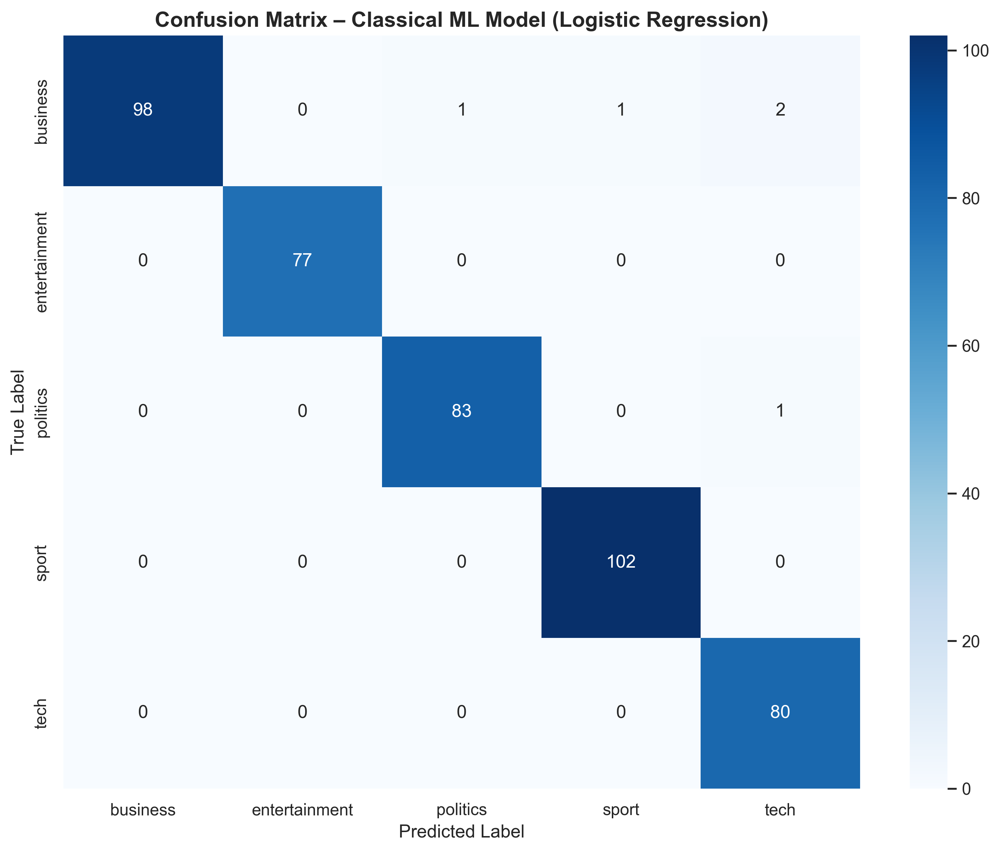 Confusion Matrix – Classical ML Model (Logistic Regression)
True Label
business 98 0 1 1 2
entertainment 0 77 0 0 0
politics 0 0 83 0 1
sport 0 0 0 102 0
tech 0 0 0 0 80
business entertainment politics sport tech
Predicted Label
100
80
60
40
20
0